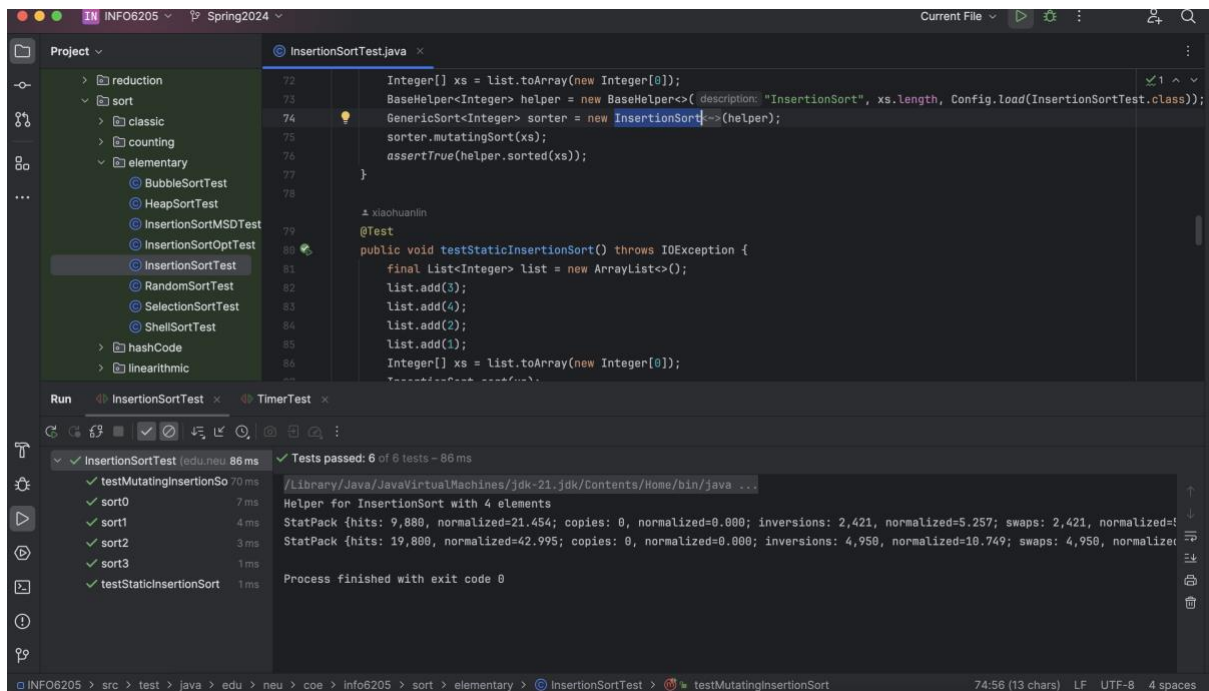 IN INFO6205 Spring2024 Current File
Project
InsertionSortTest.java
reduction
sort
classic
counting
elementary
BubbleSortTest
HeapSortTest
InsertionSortMSDTest
InsertionSortOptTest
InsertionSortTest
RandomSortTest
SelectionSortTest
ShellSortTest
hashCode
linearithmic
1
72 Integer[] xs = list.toArray(new Integer[0]);
73 BaseHelper<Integer> helper = new BaseHelper<>( description: "InsertionSort", xs.length, Config.load(InsertionSortTest.class));
74 GenericSort<Integer> sorter = new InsertionSort<~>(helper);
75 sorter.mutatingSort(xs);
76 assertTrue(helper.sorted(xs));
77 }
78
xiaohuanlin
79 @Test
80 public void testStaticInsertionSort() throws IOException {
81 final List<Integer> list = new ArrayList<>();
82 list.add(3);
83 list.add(4);
84 list.add(2);
85 list.add(1);
86 Integer[] xs = list.toArray(new Integer[0]);
Run InsertionSortTest TimerTest
InsertionSortTest (edu.neu 86 ms
testMutatingInsertionSo 70 ms
sort0 7 ms
sort1 4 ms
sort2 3 ms
sort3 1 ms
testStaticInsertionSort 1 ms
Tests passed: 6 of 6 tests – 86 ms
/Library/Java/JavaVirtualMachines/jdk-21.jdk/Contents/Home/bin/java ...
Helper for InsertionSort with 4 elements
StatPack {hits: 9,880, normalized=21.454; copies: 0, normalized=0.000; inversions: 2,421, normalized=5.257; swaps: 2,421, normalized=5
StatPack {hits: 19,800, normalized=42.995; copies: 0, normalized=0.000; inversions: 4,950, normalized=10.749; swaps: 4,950, normalized
Process finished with exit code 0
INFO6205 > src > test > java > edu > neu > coe > info6205 > sort > elementary > InsertionSortTest > testMutatingInsertionSort 74:56 (13 chars) LF UTF-8 4 spaces